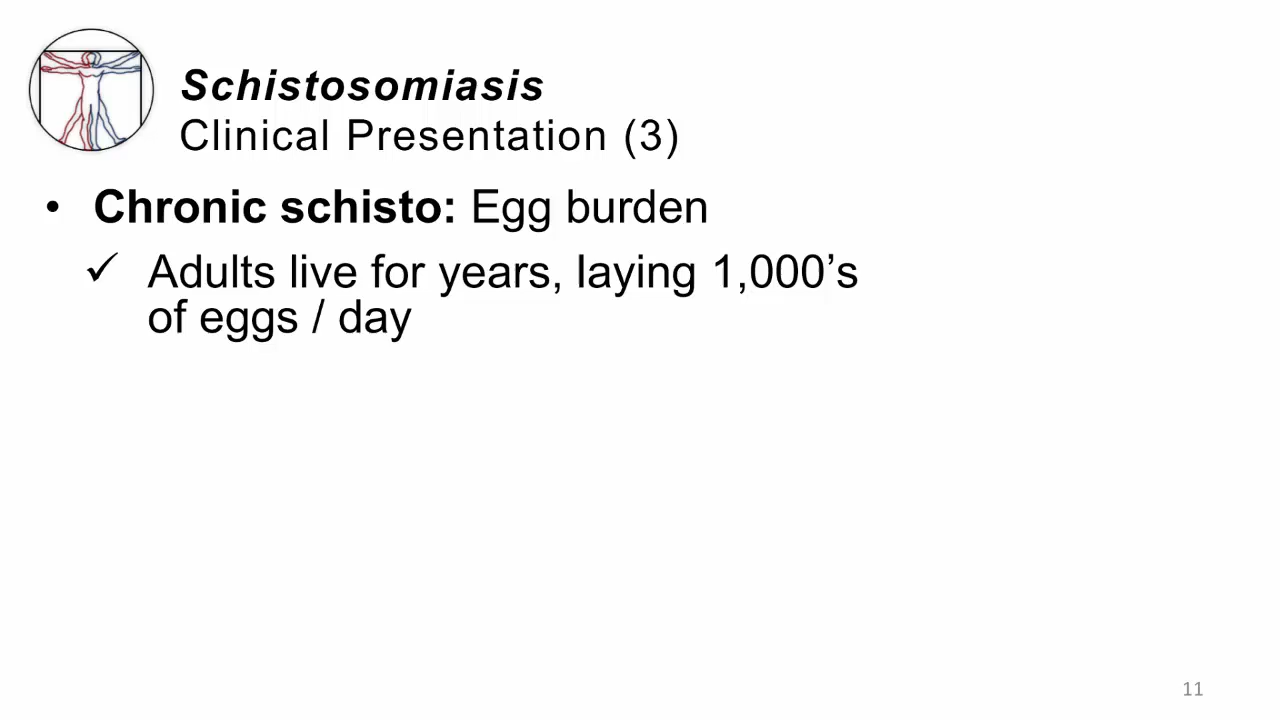 Schistosomiasis
Clinical Presentation (3)
• Chronic schisto: Egg burden
✓ Adults live for years, laying 1,000’s
of eggs / day
11